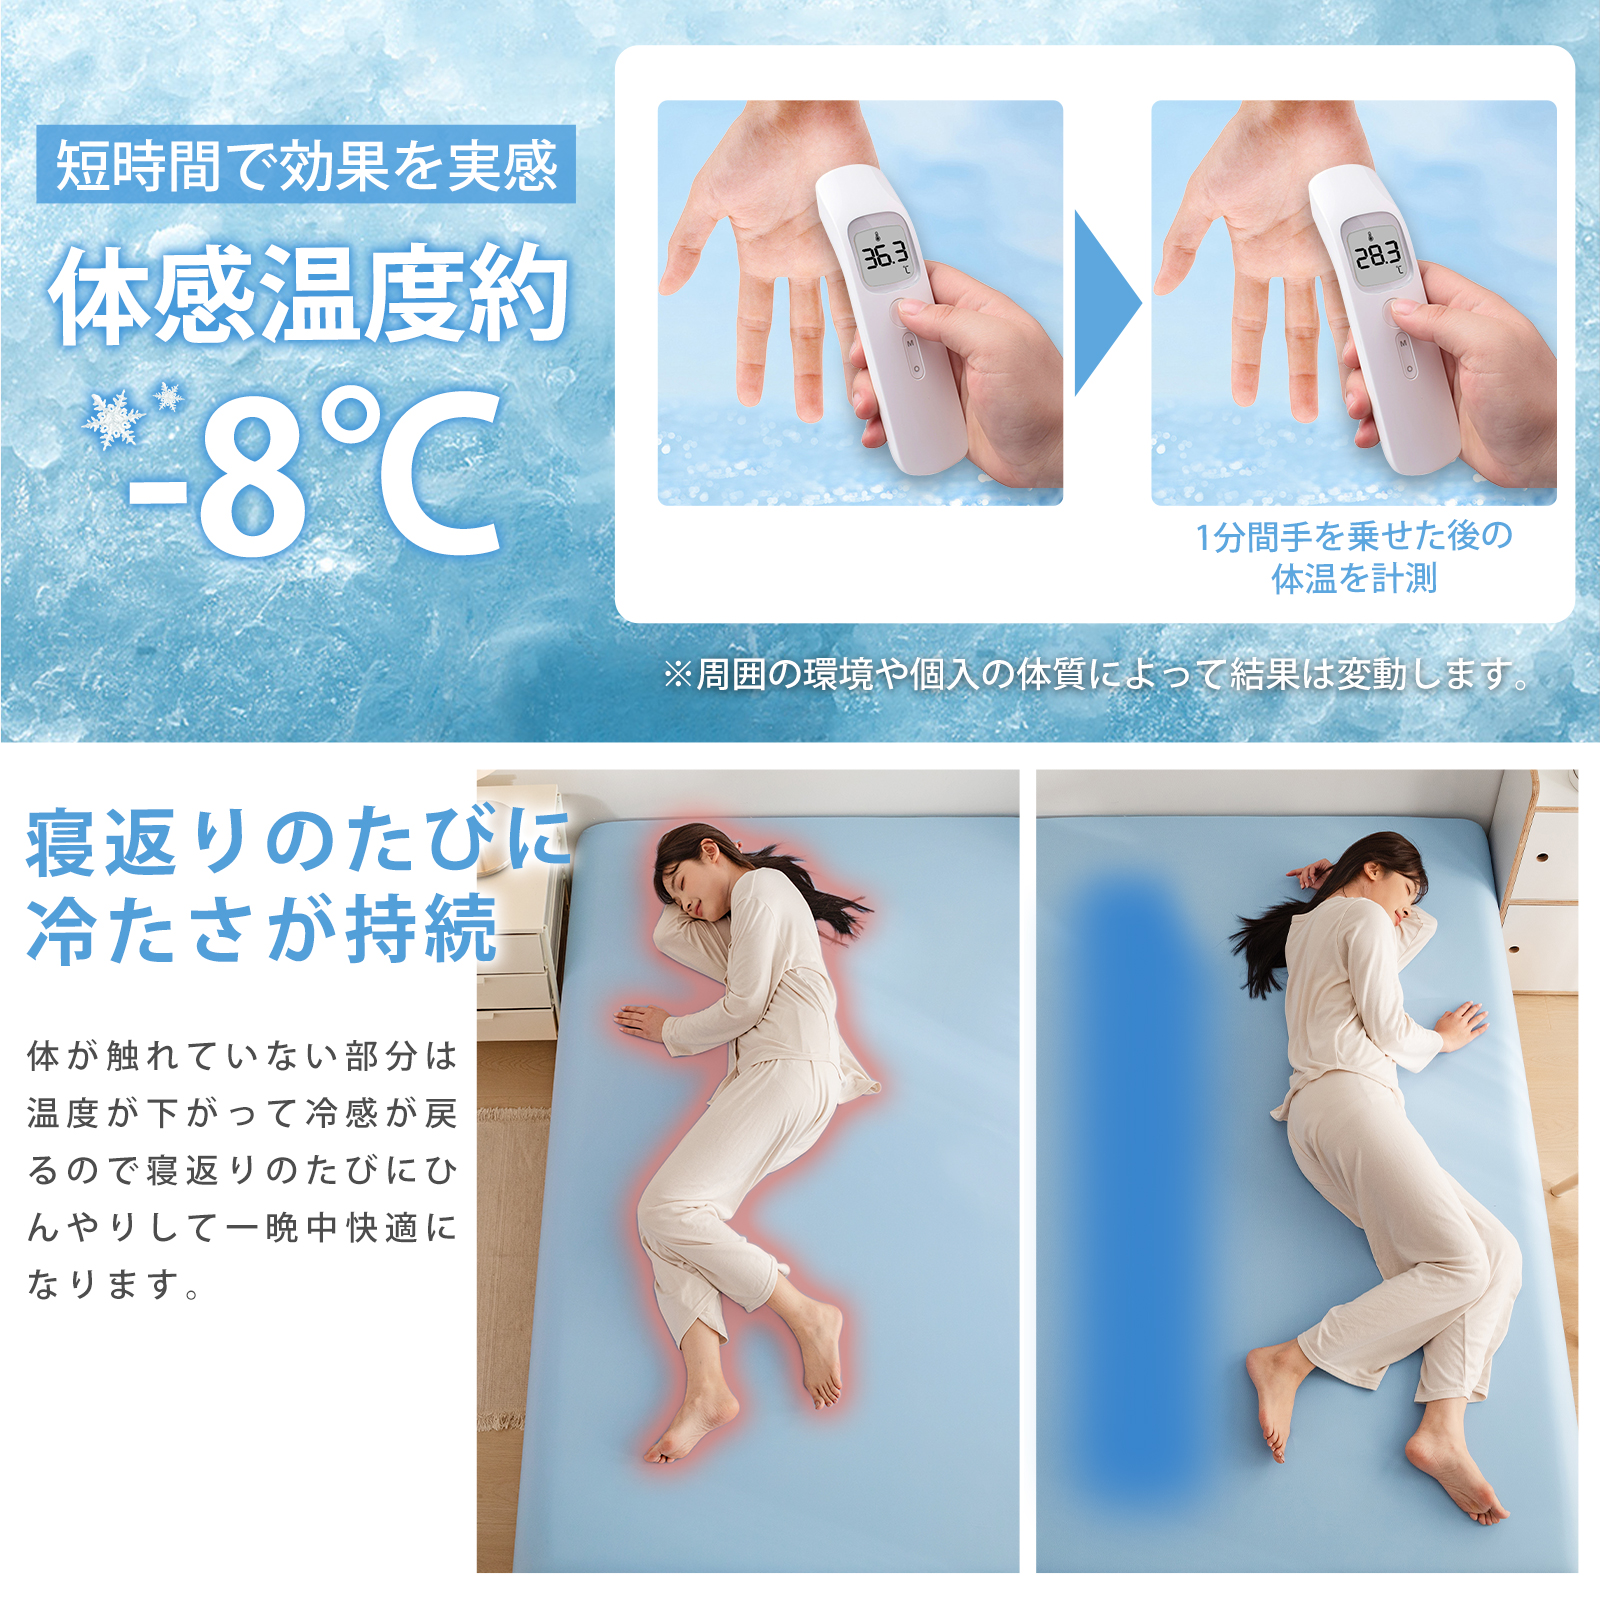 短時間で効果を実感
体感温度約
-8℃
36.3
℃
M
28.3
℃
M
1分間手を乗せた後の
体温を計測
※周囲の環境や個人の体質によって結果は変動します。
寝返りのたびに
冷たさが持続
体が触れていない部分は
温度が下がって冷感が戻
るので寝返りのたびにひ
んやりして一晩中快適に
なります。